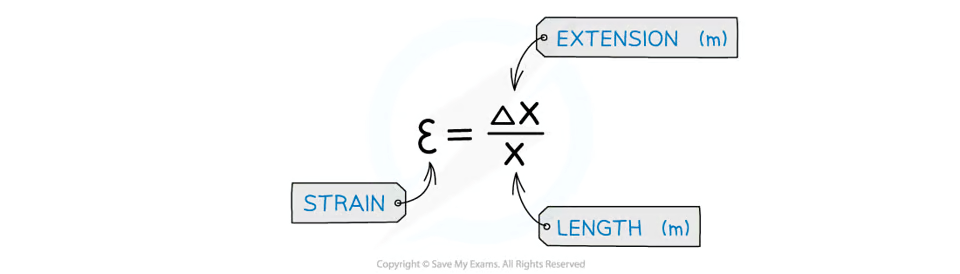 EXTENSION (m)
ε = Δx
x
STRAIN
LENGTH (m)
Copyright © Save My Exams. All Rights Reserved